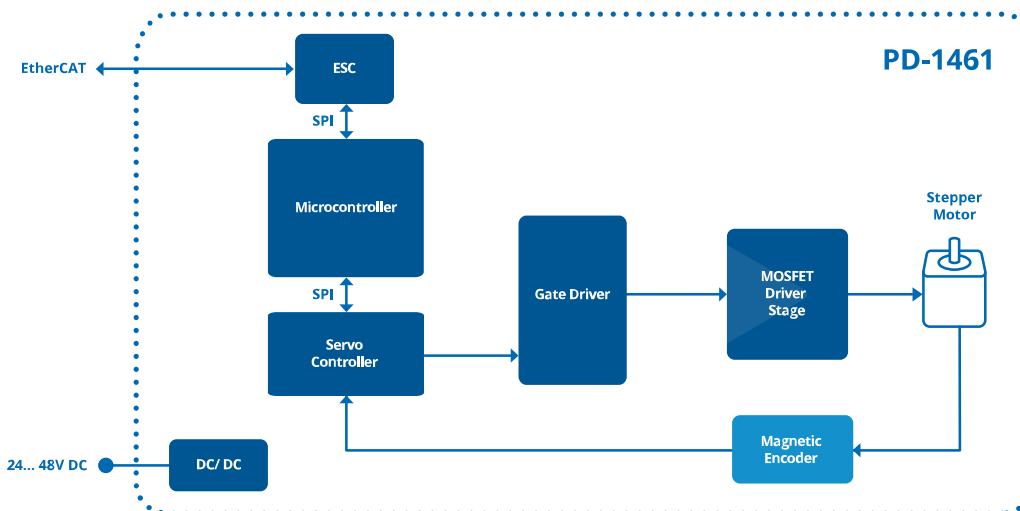 PD-1461
EtherCAT
ESC
SPI
Microcontroller
SPI
Servo
Controller
Gate Driver
MOSFET
Driver
Stage
Stepper
Motor
Magnetic
Encoder
24... 48V DC
DC/ DC